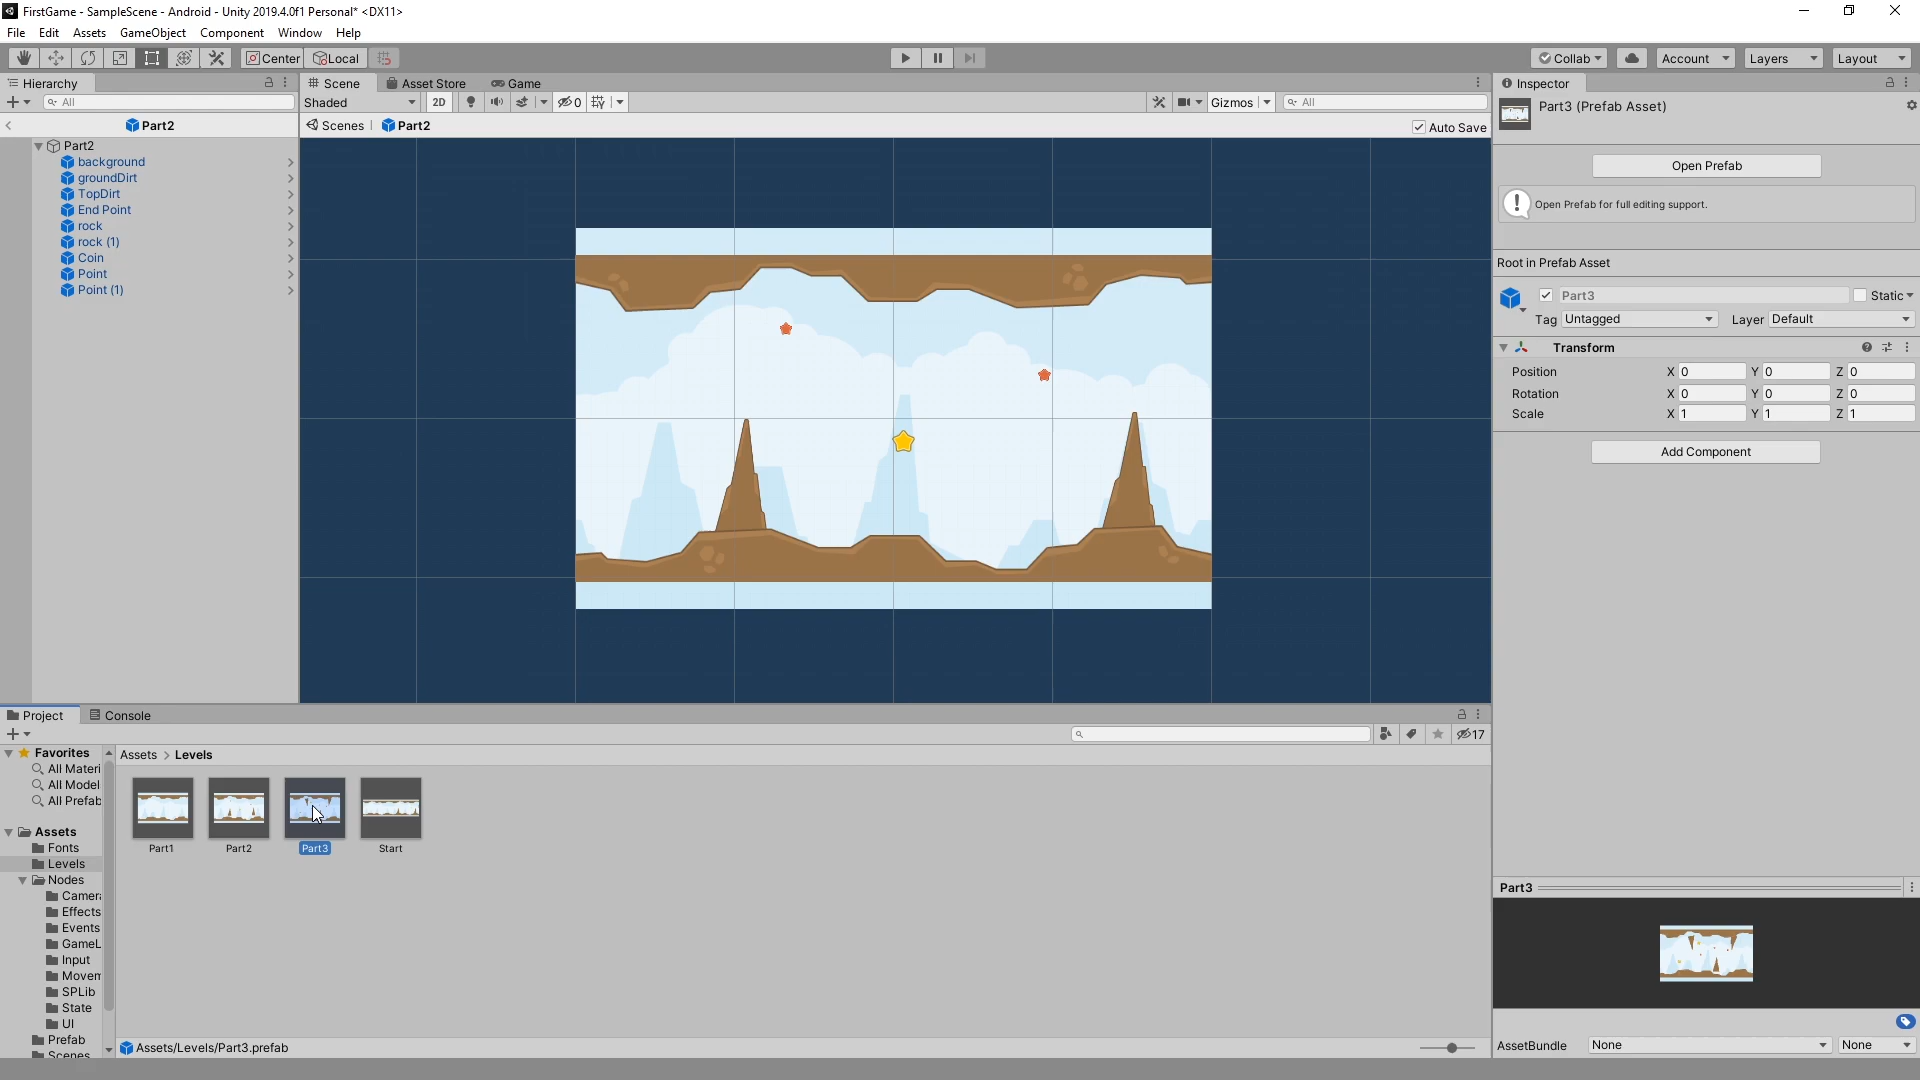 FirstGame - SampleScene - Android - Unity 2019.4.0f1 Personal* <DX11>
File Edit Assets GameObject Component Window Help
Center Local Collab Account Layers Layout
Hierarchy Scene Asset Store Game Inspector
All Shaded 2D 0 Gizmos All
Part2 Scenes Part2 Auto Save
Part3 (Prefab Asset)
Part2
background
groundDirt
TopDirt
End Point
rock
rock (1)
Coin
Point
Point (1)
Open Prefab
Open Prefab for full editing support.
Root in Prefab Asset
Part3 Static
Tag Untagged Layer Default
Transform
Position X 0 Y 0 Z 0
Rotation X 0 Y 0 Z 0
Scale X 1 Y 1 Z 1
Add Component
Project Console
17
Favorites
All Materi
All Model
All Prefab
Assets
Fonts
Levels
Nodes
Camera
Effects
Events
GameL
Input
Movem
SPLib
State
UI
Prefab
Scenes
Assets > Levels
Part1 Part2 Part3 Start
Assets/Levels/Part3.prefab
Part3
AssetBundle None None